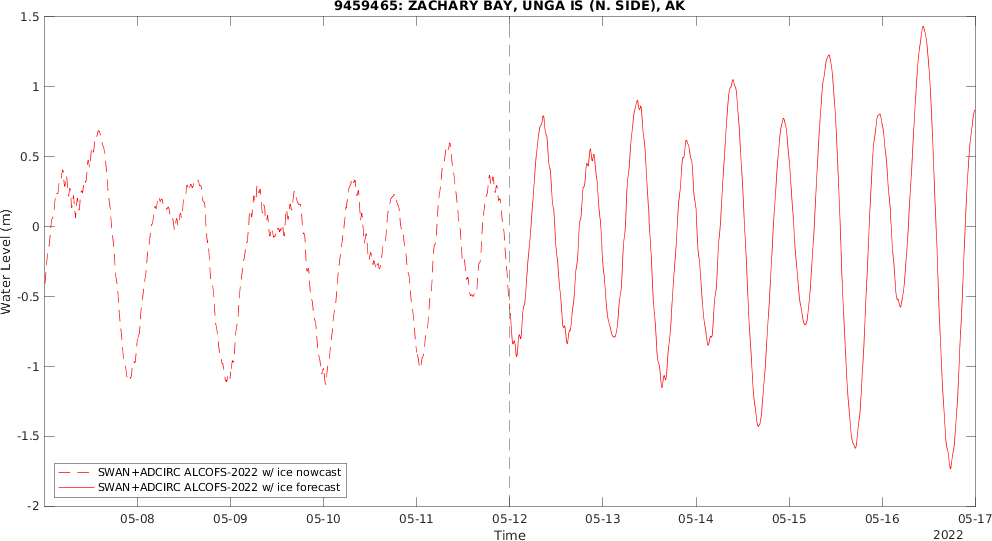 9459465: ZACHARY BAY, UNGA IS (N. SIDE), AK
1.5
1
0.5
0
-0.5
-1
-1.5
-2
Water Level (m)
SWAN+ADCIRC ALCOFS-2022 w/ ice nowcast
SWAN+ADCIRC ALCOFS-2022 w/ ice forecast
05-08 05-09 05-10 05-11 05-12 05-13 05-14 05-15 05-16 05-17
Time
2022